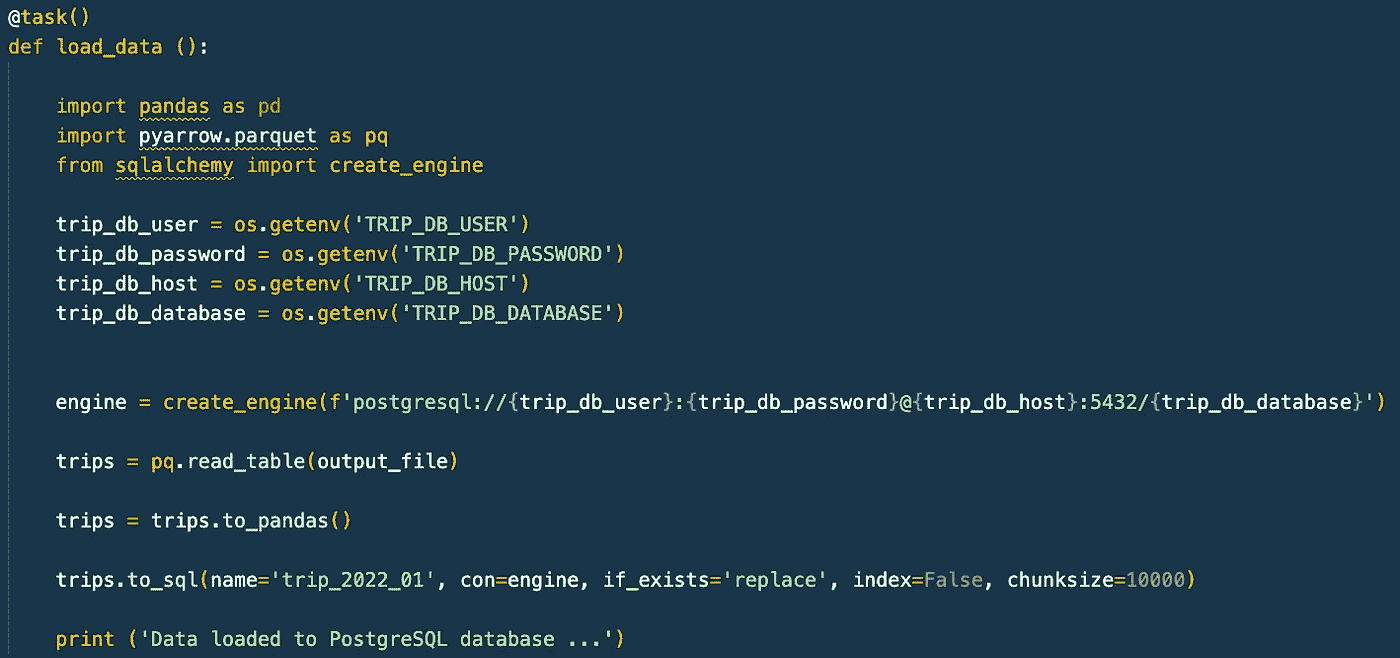 @task()
def load_data ():
import pandas as pd
import pyarrow.parquet as pq
from sqlalchemy import create_engine
trip_db_user = os.getenv('TRIP_DB_USER')
trip_db_password = os.getenv('TRIP_DB_PASSWORD')
trip_db_host = os.getenv('TRIP_DB_HOST')
trip_db_database = os.getenv('TRIP_DB_DATABASE')
engine = create_engine(f'postgresql://{trip_db_user}:{trip_db_password}@{trip_db_host}:5432/{trip_db_database}')
trips = pq.read_table(output_file)
trips = trips.to_pandas()
trips.to_sql(name='trip_2022_01', con=engine, if_exists='replace', index=False, chunksize=10000)
print ('Data loaded to PostgreSQL database ...')